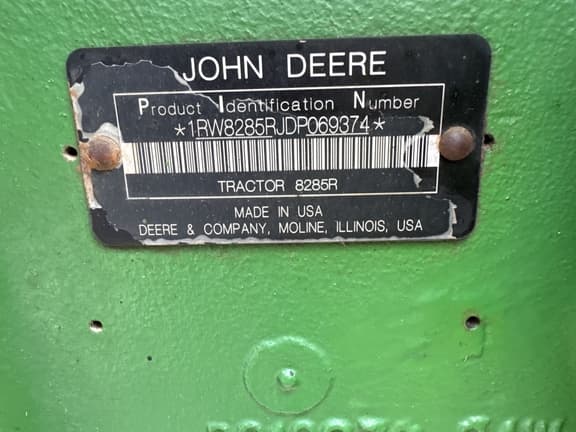 JOHN DEERE
Product Identification Number
*1RW8285RJDP069374*
TRACTOR 8285R
MADE IN USA
DEERE & COMPANY, MOLINE, ILLINOIS, USA